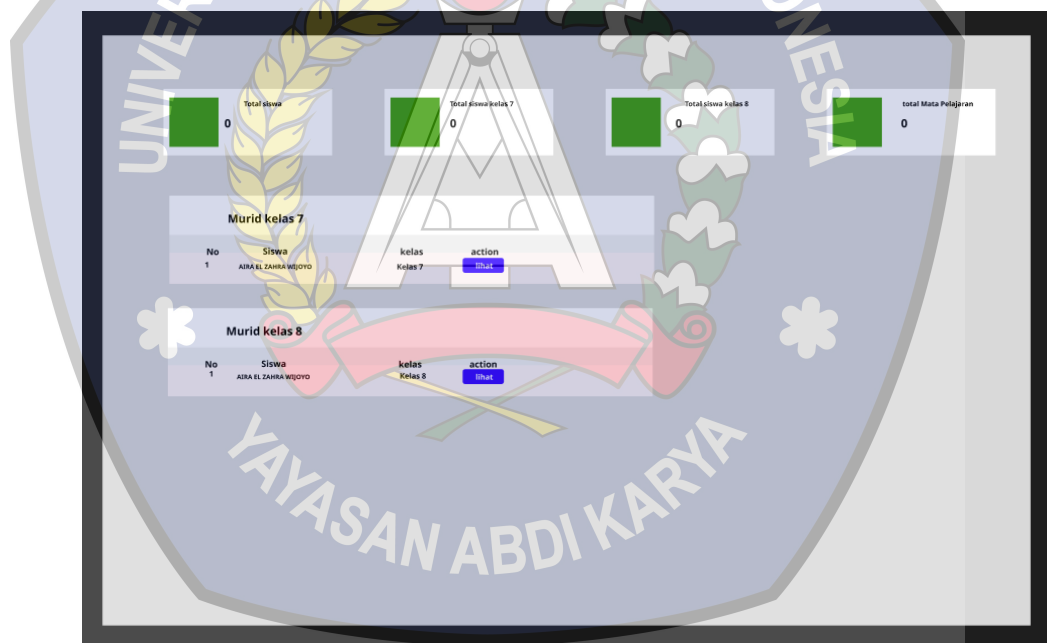 Total siswa
0
Total siswa kelas 7
0
Total siswa kelas 8
0
total Mata Pelajaran
0
Murid kelas 7
No Siswa kelas action
1 AIRA EL ZAHRA WIJOYO Kelas 7 lihat
Murid kelas 8
No Siswa kelas action
1 AIRA EL ZAHRA WIJOYO Kelas 8 lihat
YAYASAN ABDI KARYA